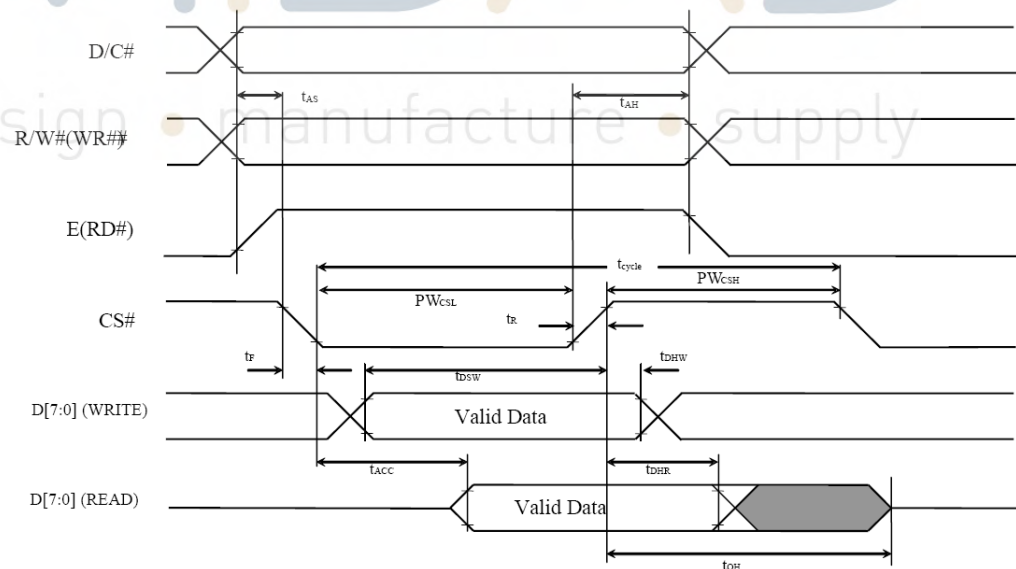 D/C#
tAS
tAH
sign • manufacture • supply
R/W#(WR#)#
E(RD#)
tcycle
PWCSH
PWCSL
CS#
tR
tF
tDSW
tDHW
D[7:0] (WRITE)
Valid Data
tACC
tDHR
D[7:0] (READ)
Valid Data
tOH